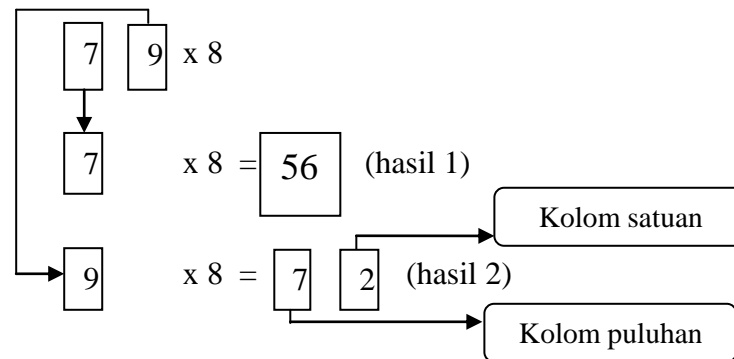 7 9 x 8
7 x 8 = 56 (hasil 1)
Kolom satuan
9 x 8 = 7 2 (hasil 2)
Kolom puluhan